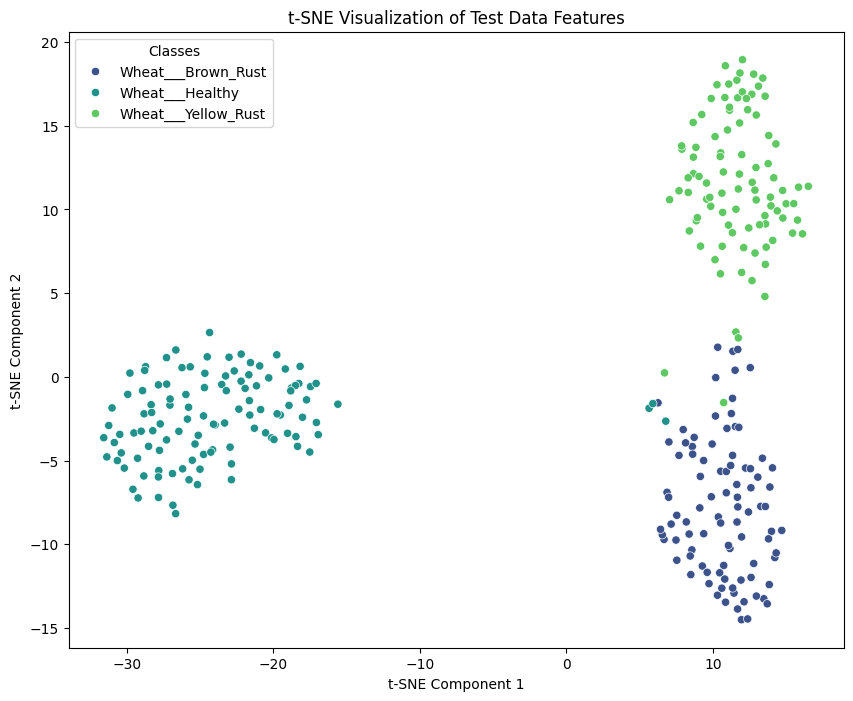 t-SNE Visualization of Test Data Features
Classes
Wheat___Brown_Rust
Wheat___Healthy
Wheat___Yellow_Rust
t-SNE Component 2
20
15
10
5
0
−5
−10
−15
−30
−20
−10
0
10
t-SNE Component 1